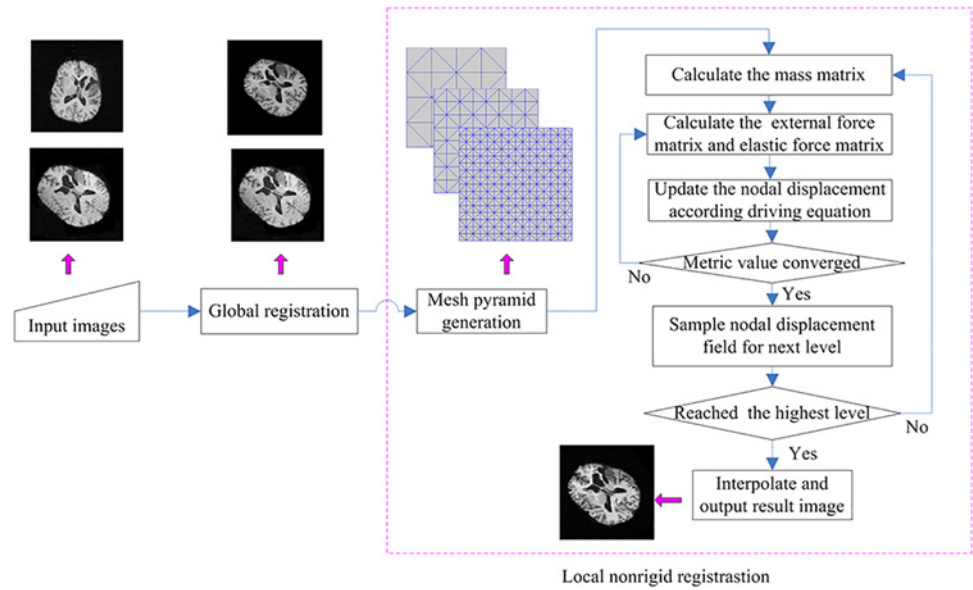 Input images
Global registration
Mesh pyramid
generation
Calculate the mass matrix
Calculate the external force
matrix and elastic force matrix
Update the nodal displacement
according driving equation
Metric value converged
No
Yes
Sample nodal displacement
field for next level
Reached the highest level
No
Yes
Interpolate and
output result image
Local nonrigid registrastion